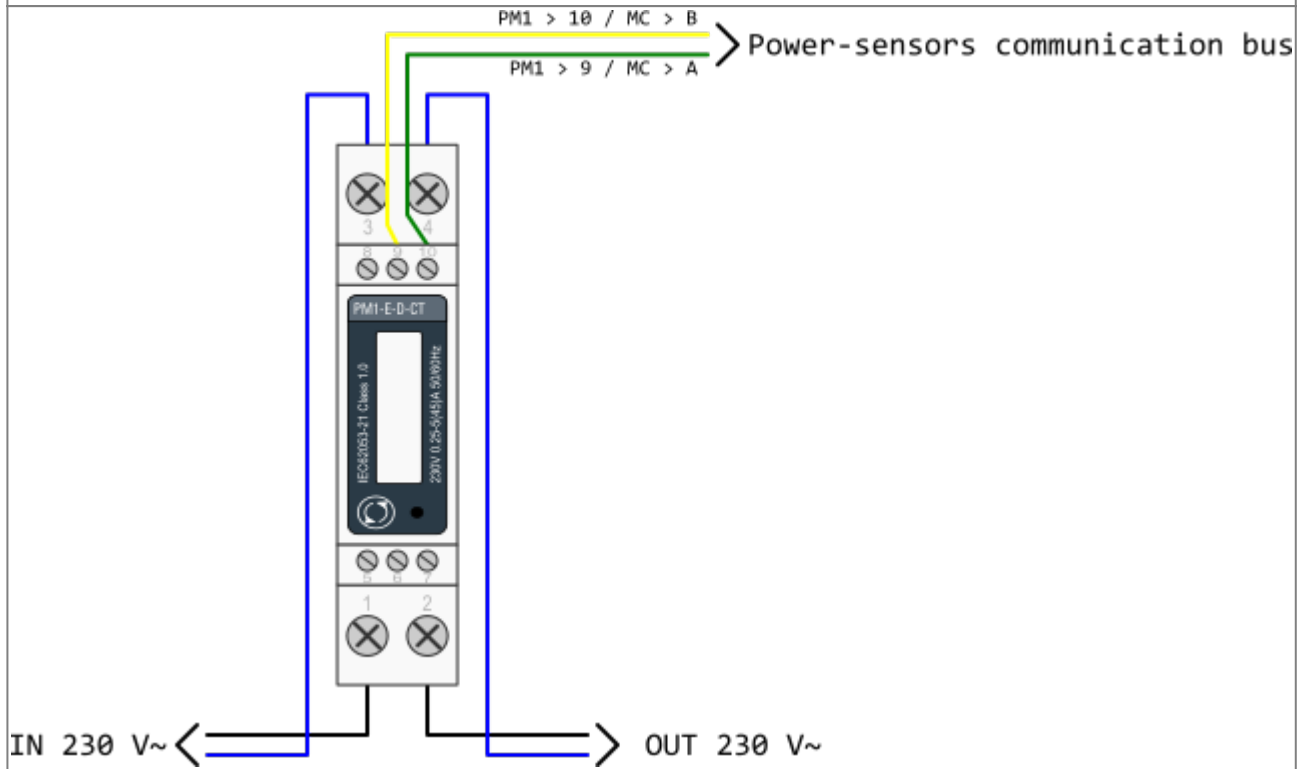 PM1 > 10 / MC > B
Power-sensors communication bus
PM1 > 9 / MC > A
3 4
8 9 10
PM1-E-D-CT
IEC62053-21 Class 1.0
230V 0.25-5(45)A 50/60Hz
5 6 7
1 2
IN 230 V~
OUT 230 V~